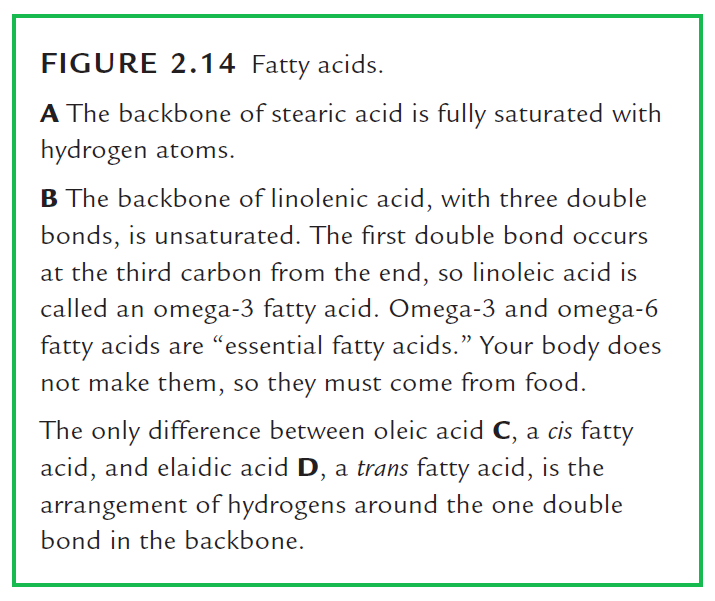 FIGURE 2.14 Fatty acids.
A The backbone of stearic acid is fully saturated with
hydrogen atoms.
B The backbone of linolenic acid, with three double
bonds, is unsaturated. The first double bond occurs
at the third carbon from the end, so linoleic acid is
called an omega-3 fatty acid. Omega-3 and omega-6
fatty acids are “essential fatty acids.” Your body does
not make them, so they must come from food.
The only difference between oleic acid C, a cis fatty
acid, and elaidic acid D, a trans fatty acid, is the
arrangement of hydrogens around the one double
bond in the backbone.